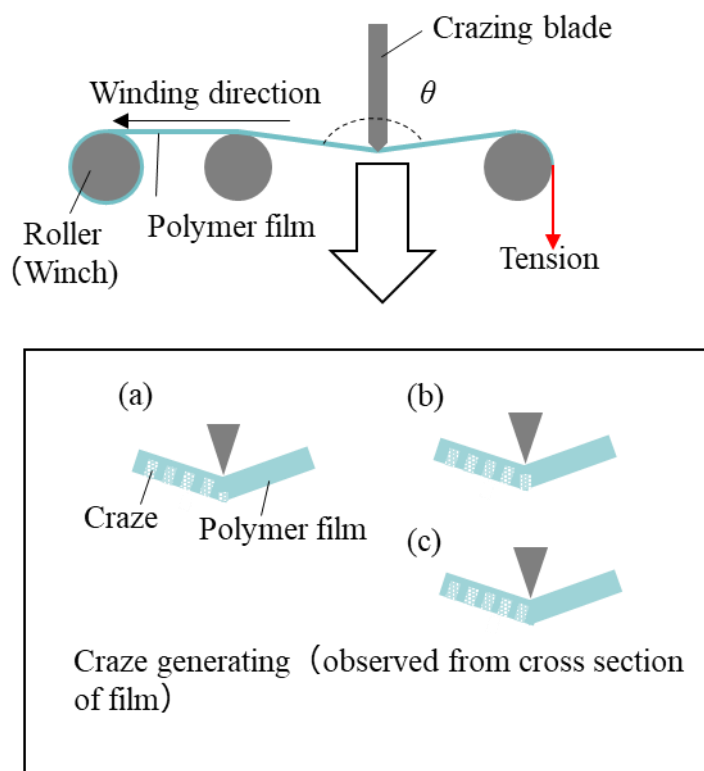 Crazing blade
Winding direction
θ
Roller
（Winch)
Polymer film
Tension
(a)
(b)
Craze
Polymer film
(c)
Craze generating（observed from cross section
of film）